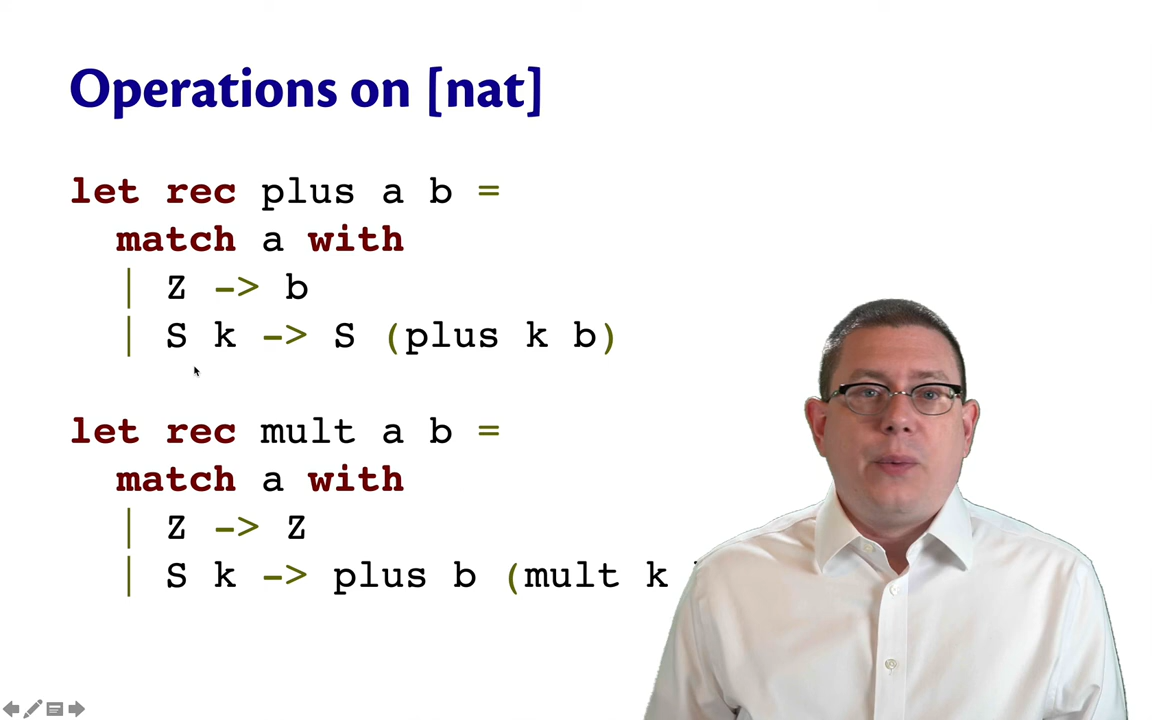 Operations on [nat]
let rec plus a b =
match a with
| Z -> b
| S k -> S (plus k b)
let rec mult a b =
match a with
| Z -> Z
| S k -> plus b (mult k